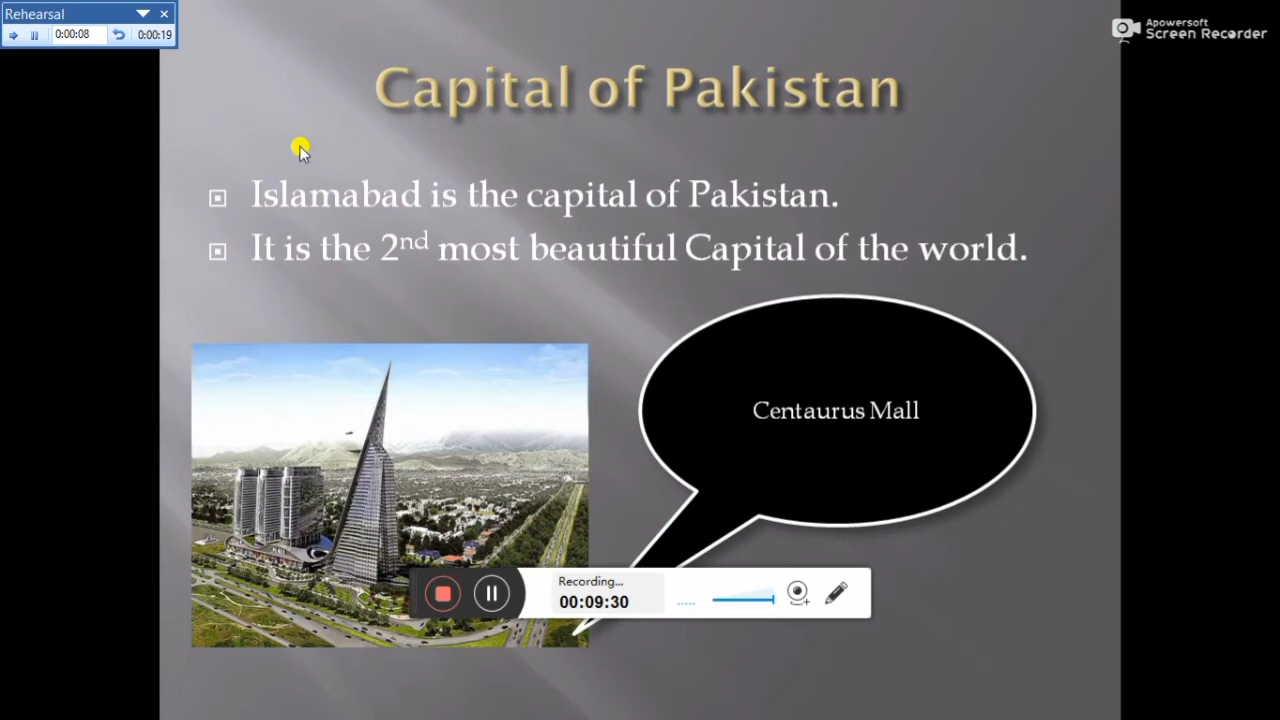 Rehearsal
0:00:08
0:00:19
Apowersoft
Screen Recorder
Capital of Pakistan
Islamabad is the capital of Pakistan.
It is the 2nd most beautiful Capital of the world.
Centaurus Mall
Recording...
00:09:30